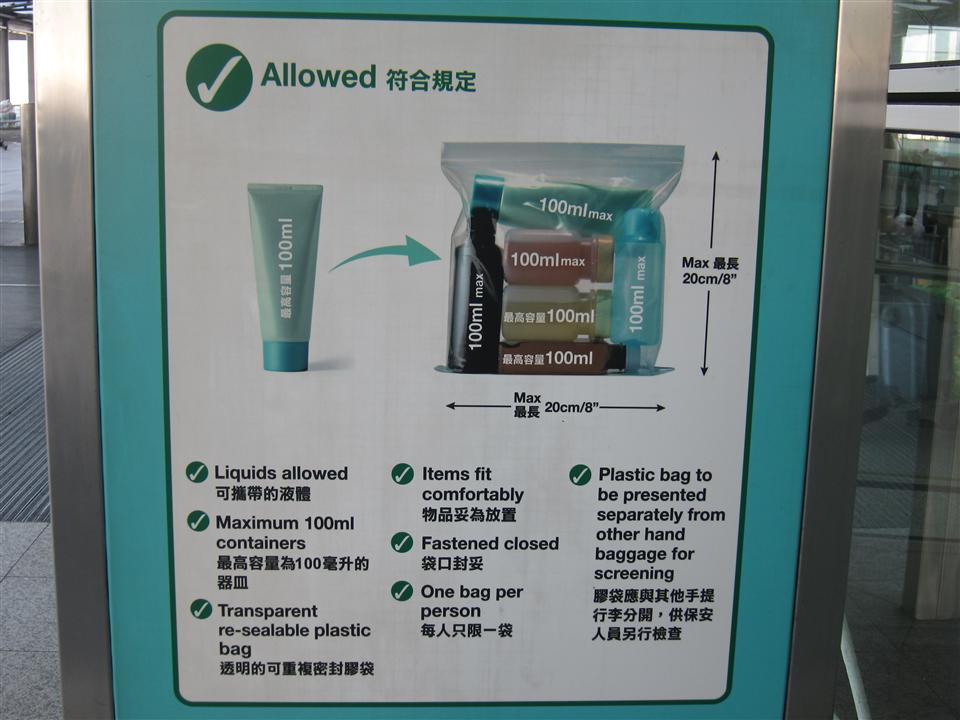 Allowed 符合規定
最高容量100ml
100ml max
100ml max
100ml max
最高容量100ml
最高容量100ml
100ml max
Max 最長
20cm/8”
Max
最長 20cm/8”
Liquids allowed
可攜帶的液體
Maximum 100ml
containers
最高容量為100毫升的
器皿
Transparent
re-sealable plastic
bag
透明的可重複密封膠袋
Items fit
comfortably
物品妥為放置
Fastened closed
袋口封妥
One bag per
person
每人只限一袋
Plastic bag to
be presented
separately from
other hand
baggage for
screening
膠袋應與其他手提
行李分開，供保安
人員另行檢查